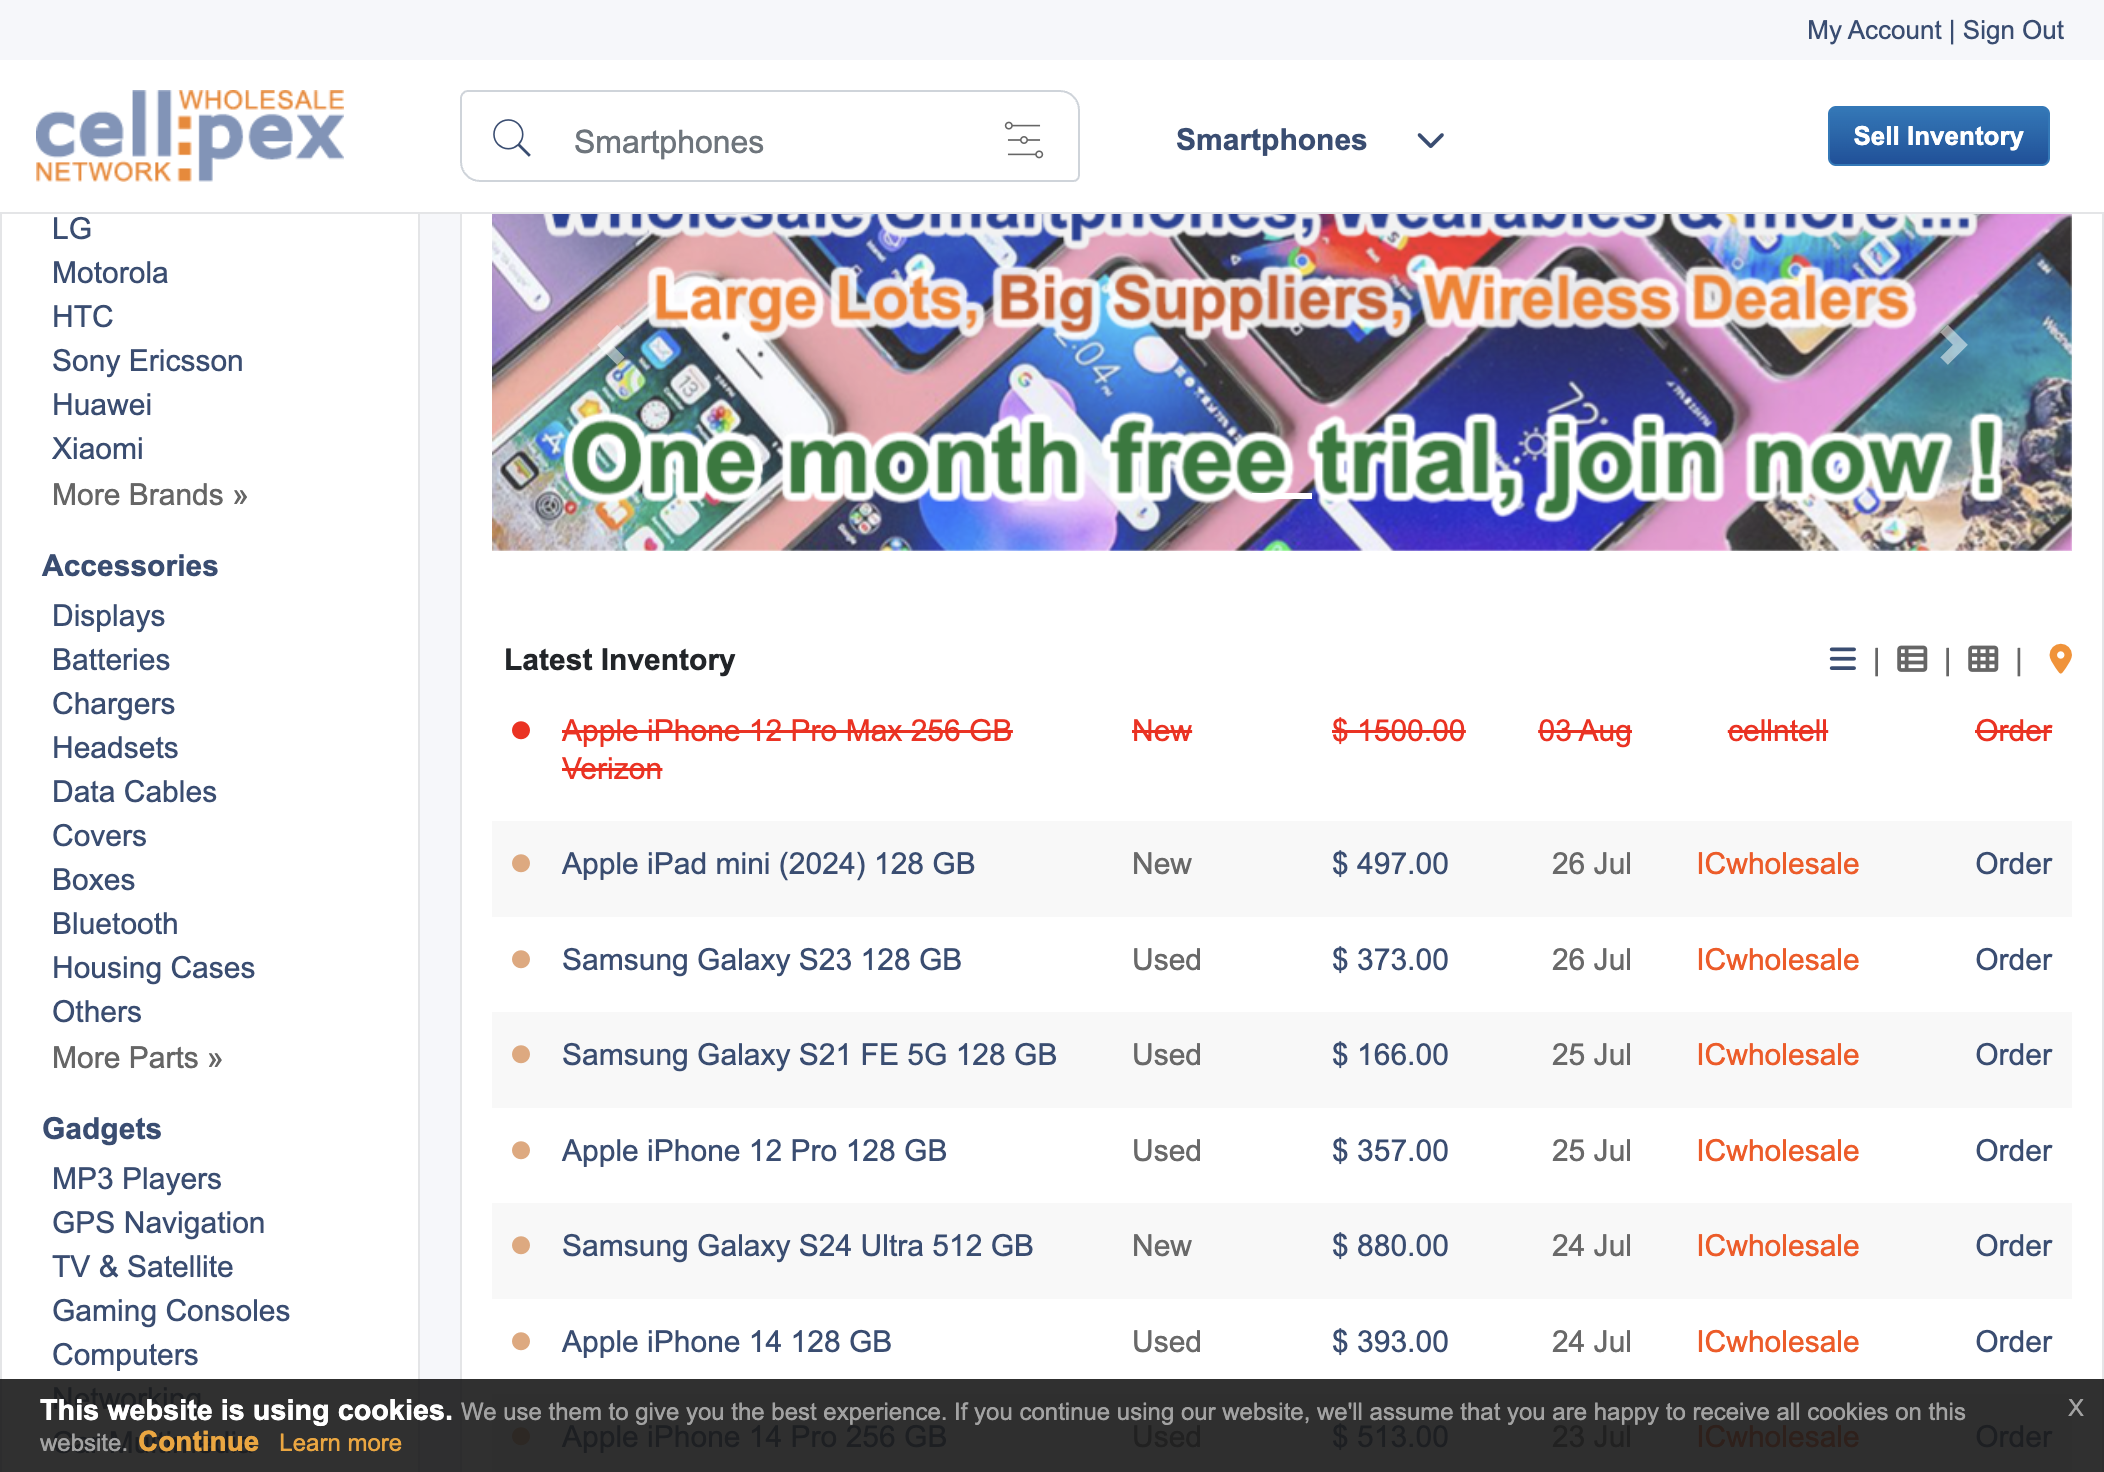 My Account | Sign Out
WHOLESALE
cell:pex
NETWORK
Smartphones
Smartphones
Sell Inventory
LG
Motorola
HTC
Sony Ericsson
Huawei
Xiaomi
More Brands »
Accessories
Displays
Batteries
Chargers
Headsets
Data Cables
Covers
Boxes
Bluetooth
Housing Cases
Others
More Parts »
Gadgets
MP3 Players
GPS Navigation
TV & Satellite
Gaming Consoles
Computers
Networking
Wholesale Smartphones, Wearables & more ...
Large Lots, Big Suppliers, Wireless Dealers
One month free trial, join now !
Latest Inventory
Apple iPhone 12 Pro Max 256 GB Verizon New $ 1500.00 03 Aug cellntell Order
Apple iPad mini (2024) 128 GB New $ 497.00 26 Jul ICwholesale Order
Samsung Galaxy S23 128 GB Used $ 373.00 26 Jul ICwholesale Order
Samsung Galaxy S21 FE 5G 128 GB Used $ 166.00 25 Jul ICwholesale Order
Apple iPhone 12 Pro 128 GB Used $ 357.00 25 Jul ICwholesale Order
Samsung Galaxy S24 Ultra 512 GB New $ 880.00 24 Jul ICwholesale Order
Apple iPhone 14 128 GB Used $ 393.00 24 Jul ICwholesale Order
Apple iPhone 14 Pro 256 GB Used $ 513.00 23 Jul ICwholesale Order
This website is using cookies. We use them to give you the best experience. If you continue using our website, we'll assume that you are happy to receive all cookies on this
website. Continue Learn more
X